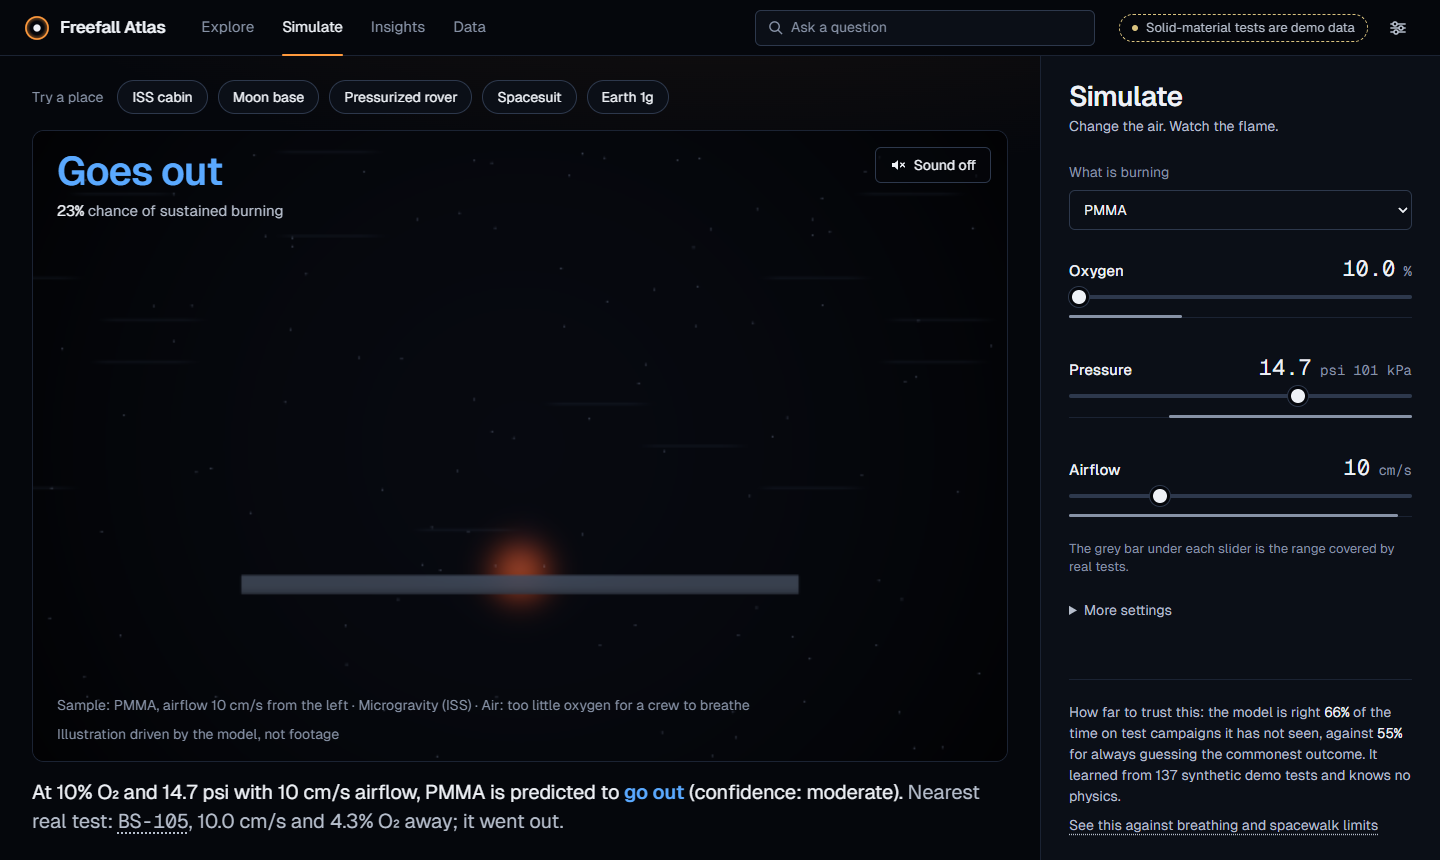 Freefall Atlas
Explore
Simulate
Insights
Data
Ask a question
Solid-material tests are demo data
Try a place
ISS cabin
Moon base
Pressurized rover
Spacesuit
Earth 1g
Goes out
23% chance of sustained burning
Sound off
Sample: PMMA, airflow 10 cm/s from the left · Microgravity (ISS) · Air: too little oxygen for a crew to breathe
Illustration driven by the model, not footage
At 10% O₂ and 14.7 psi with 10 cm/s airflow, PMMA is predicted to go out (confidence: moderate). Nearest
real test: BS-105, 10.0 cm/s and 4.3% O₂ away; it went out.
Simulate
Change the air. Watch the flame.
What is burning
PMMA
Oxygen
10.0 %
Pressure
14.7 psi 101 kPa
Airflow
10 cm/s
The grey bar under each slider is the range covered by
real tests.
More settings
How far to trust this: the model is right 66% of the
time on test campaigns it has not seen, against 55%
for always guessing the commonest outcome. It
learned from 137 synthetic demo tests and knows no
physics.
See this against breathing and spacewalk limits